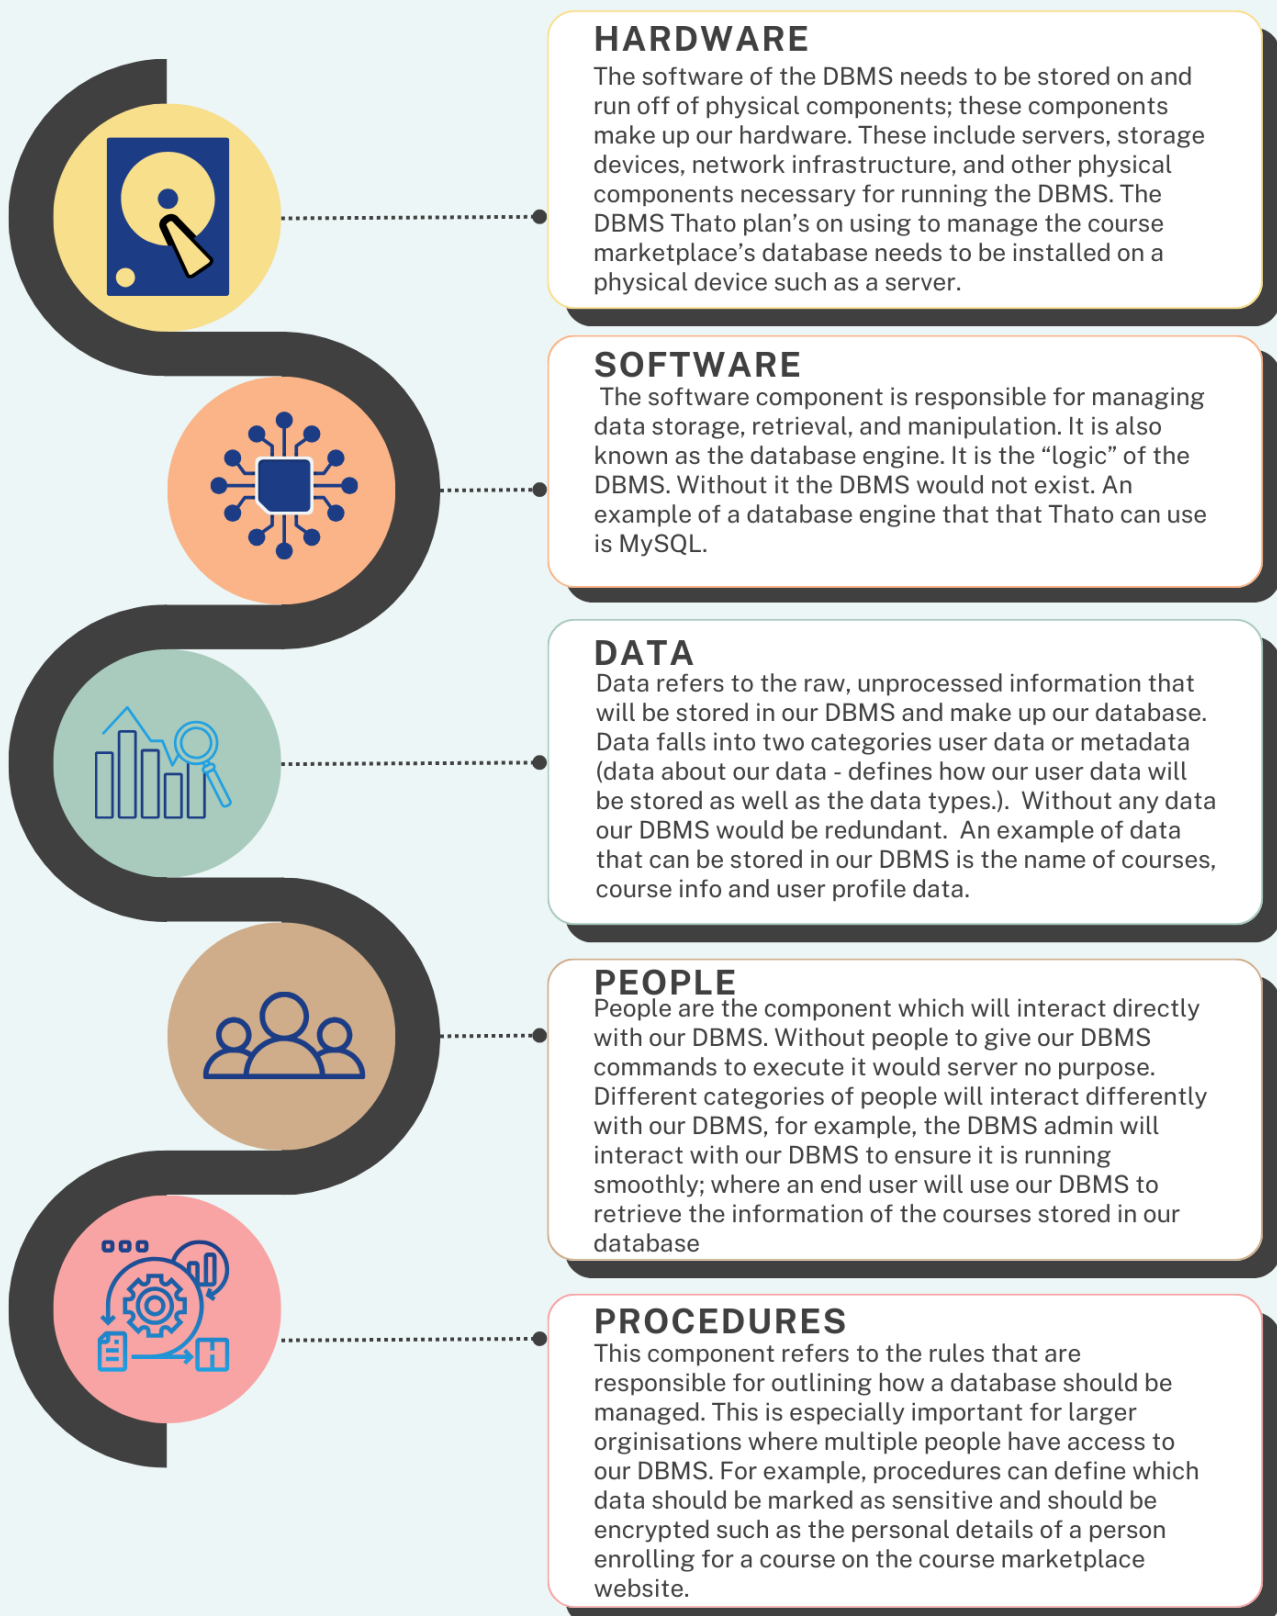 HARDWARE
The software of the DBMS needs to be stored on and
run off of physical components; these components
make up our hardware. These include servers, storage
devices, network infrastructure, and other physical
components necessary for running the DBMS. The
DBMS Thato plan’s on using to manage the course
marketplace’s database needs to be installed on a
physical device such as a server.
SOFTWARE
The software component is responsible for managing
data storage, retrieval, and manipulation. It is also
known as the database engine. It is the “logic” of the
DBMS. Without it the DBMS would not exist. An
example of a database engine that that Thato can use
is MySQL.
DATA
Data refers to the raw, unprocessed information that
will be stored in our DBMS and make up our database.
Data falls into two categories user data or metadata
(data about our data - defines how our user data will
be stored as well as the data types.).  Without any data
our DBMS would be redundant.  An example of data
that can be stored in our DBMS is the name of courses,
course info and user profile data.
PEOPLE
People are the component which will interact directly
with our DBMS. Without people to give our DBMS
commands to execute it would server no purpose.
Different categories of people will interact differently
with our DBMS, for example, the DBMS admin will
interact with our DBMS to ensure it is running
smoothly; where an end user will use our DBMS to
retrieve the information of the courses stored in our
database
PROCEDURES
This component refers to the rules that are
responsible for outlining how a database should be
managed. This is especially important for larger
orginisations where multiple people have access to
our DBMS. For example, procedures can define which
data should be marked as sensitive and should be
encrypted such as the personal details of a person
enrolling for a course on the course marketplace
website.